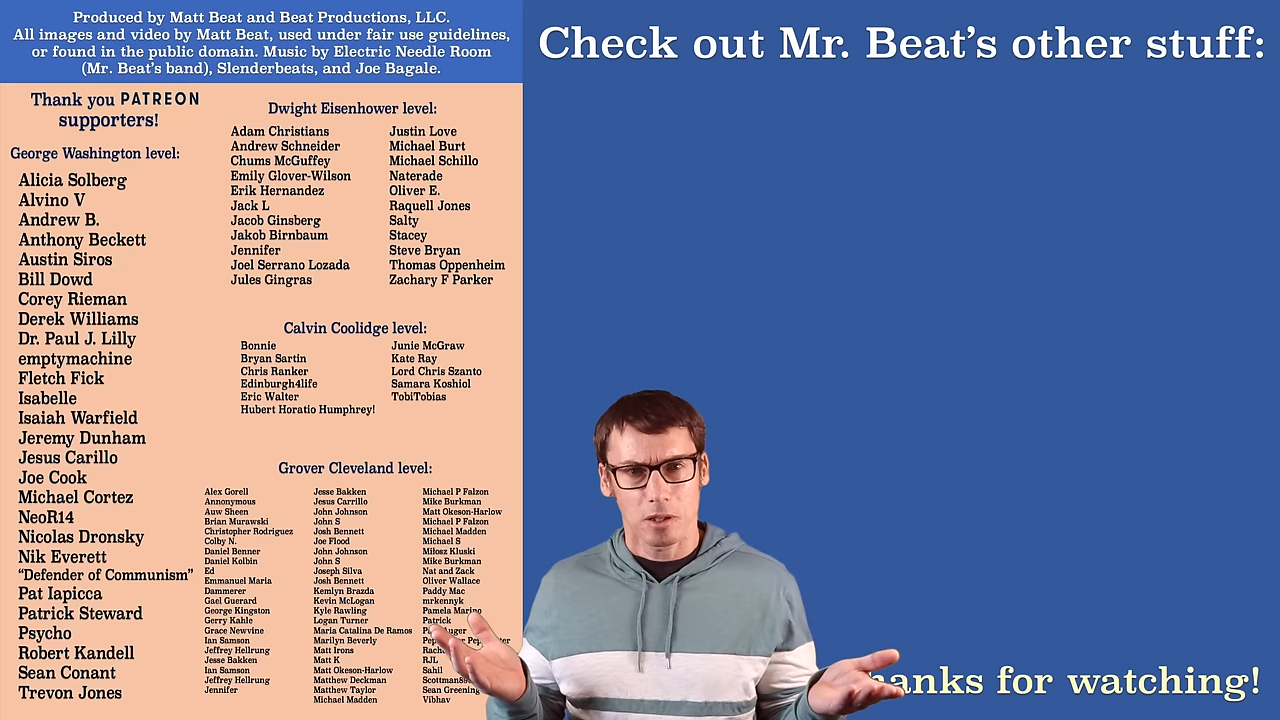 Produced by Matt Beat and Beat Productions, LLC.
All images and video by Matt Beat, used under fair use guidelines,
or found in the public domain. Music by Electric Needle Room
(Mr. Beat's band), Slenderbeats, and Joe Bagale.
Check out Mr. Beat's other stuff:
Thank you PATREON
supporters!
George Washington level:
Alicia Solberg
Alvino V
Andrew B.
Anthony Beckett
Austin Siros
Bill Dowd
Corey Rieman
Derek Williams
Dr. Paul J. Lilly
emptymachine
Fletch Fick
Isabelle
Isaiah Warfield
Jeremy Dunham
Jesus Carillo
Joe Cook
Michael Cortez
NeoR14
Nicolas Dronsky
Nik Everett
“Defender of Communism”
Pat Iapicca
Patrick Steward
Psycho
Robert Kandell
Sean Conant
Trevon Jones
Dwight Eisenhower level:
Adam Christians
Andrew Schneider
Chums McGuffey
Emily Glover-Wilson
Erik Hernandez
Jack L
Jacob Ginsberg
Jakob Birnbaum
Jennifer
Joel Serrano Lozada
Jules Gingras
Justin Love
Michael Burt
Michael Schillo
Naterade
Oliver E.
Raquell Jones
Salty
Stacey
Steve Bryan
Thomas Oppenheim
Zachary F Parker
Calvin Coolidge level:
Bonnie
Bryan Sartin
Chris Ranker
Edinburgh4life
Eric Walter
Hubert Horatio Humphrey!
Junie McGraw
Kate Ray
Lord Chris Szanto
Samara Koshiol
TobiTobias
Grover Cleveland level:
Alex Gorell
Annonymous
Auw Sheen
Brian Murawski
Christopher Rodriguez
Colby N.
Daniel Benner
Daniel Kolbin
Ed
Emmanuel Maria
Dammerer
Gael Guerard
George Kingston
Gerry Kahle
Grace Newvine
Ian Samson
Jeffrey Hellrung
Jesse Bakken
Ian Samson
Jeffrey Hellrung
Jennifer
Jesse Bakken
Jesus Carrillo
John Johnson
John S
Josh Bennett
Joe Flood
John Johnson
John S
Joseph Silva
Josh Bennett
Kemlyn Brazda
Kevin McLogan
Kyle Rawling
Logan Turner
Maria Catalina De Ramos
Marilyn Beverly
Matt Irons
Matt K
Matt Okeson-Harlow
Matthew Deckman
Matthew Taylor
Michael Madden
Michael P Falzon
Mike Burkman
Matt Okeson-Harlow
Michael P Falzon
Michael Madden
Michael S
Miłosz Kluski
Mike Burkman
Nat and Zack
Oliver Wallace
Paddy Mac
mrkennyk
Pamela Marino
Patrick
RJL
Sahil
Sean Greening
Vibhav
for watching!